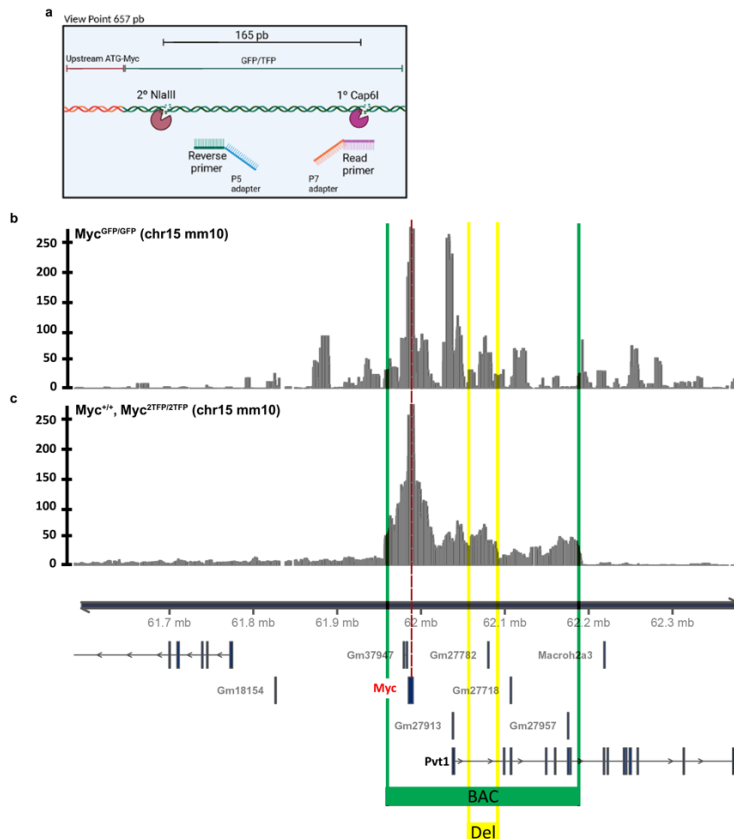 a
View Point 657 pb
165 pb
Upstream ATG-Myc
GFP/TFP
2º NlaIII
1º Cap6I
Reverse
primer
P5
adapter
P7
adapter
Read
primer
b
Myc^GFP/GFP (chr15 mm10)
250
200
150
100
50
0
c
Myc^+/+, Myc^2TFP/2TFP (chr15 mm10)
250
200
150
100
50
0
61.7 mb
61.8 mb
61.9 mb
62 mb
62.1 mb
62.2 mb
62.3 mb
Gm37947
Gm27782
Macroh2a3
Gm18154
Myc
Gm27718
Gm27913
Gm27957
Pvt1
BAC
Del